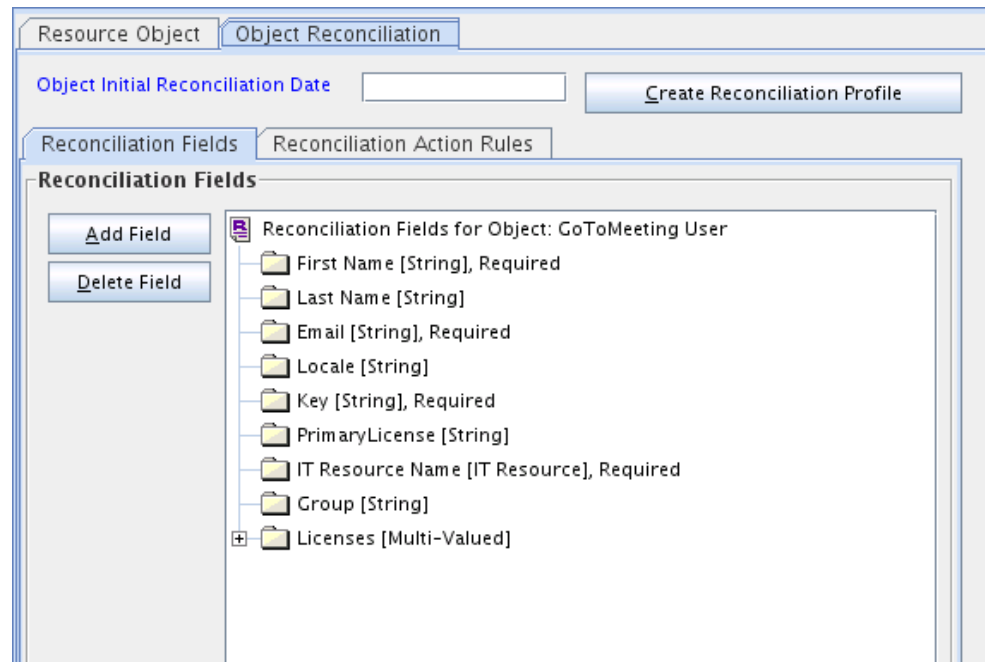 Resource Object Object Reconciliation
Object Initial Reconciliation Date Create Reconciliation Profile
Reconciliation Fields Reconciliation Action Rules
Reconciliation Fields
Add Field
Delete Field
Reconciliation Fields for Object: GoToMeeting User
First Name [String], Required
Last Name [String]
Email [String], Required
Locale [String]
Key [String], Required
PrimaryLicense [String]
IT Resource Name [IT Resource], Required
Group [String]
Licenses [Multi-Valued]